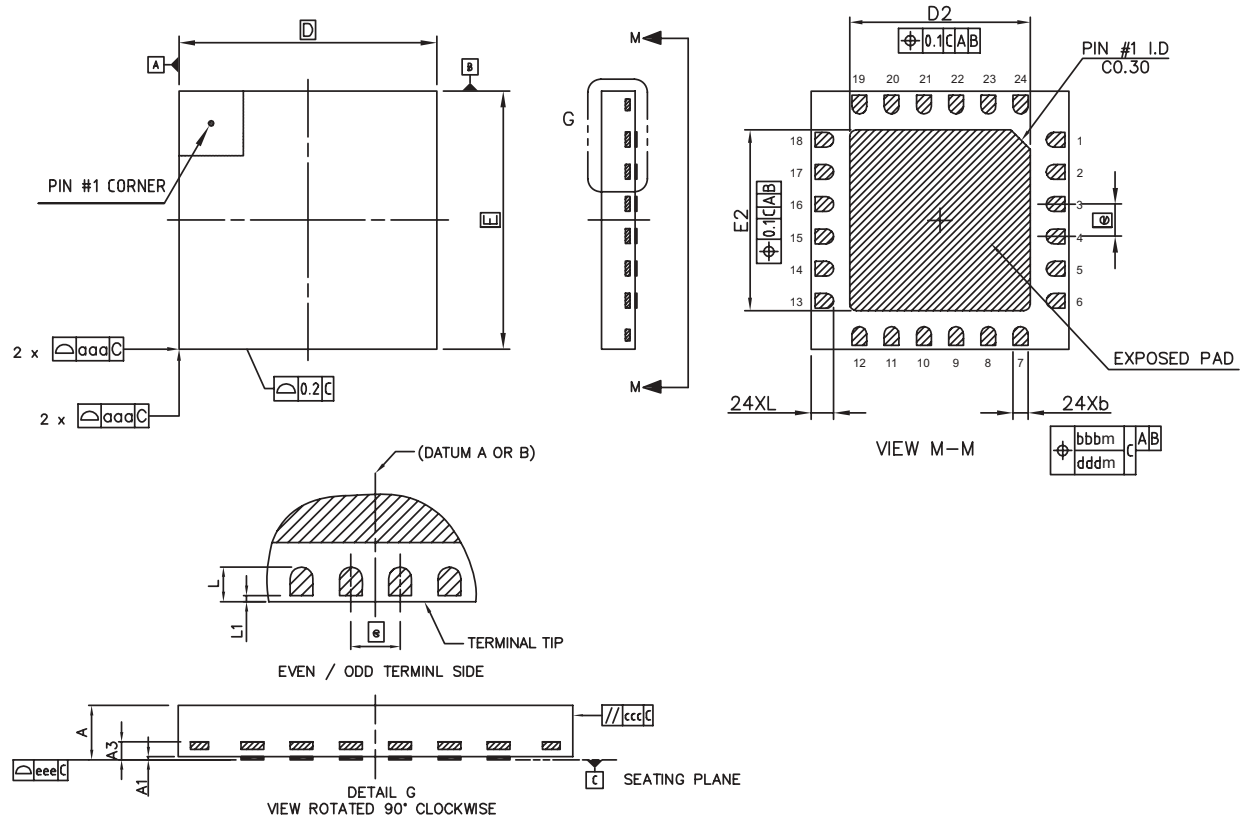 D
A
B
PIN #1 CORNER
E
2 x aaa C
2 x aaa C
0.2 C
M
G
M
D2
0.1 C A B
PIN #1 I.D
C0.30
19 20 21 22 23 24
18 1
17 2
16 3
15 4
14 5
13 6
E2
0.1 C A B
e
12 11 10 9 8 7
EXPOSED PAD
24XL
24Xb
VIEW M-M
bbbm C A B
dddm
(DATUM A OR B)
L
L1
e
TERMINAL TIP
EVEN / ODD TERMINL SIDE
A
A3
A1
// ccc C
eee C
C SEATING PLANE
DETAIL G
VIEW ROTATED 90° CLOCKWISE